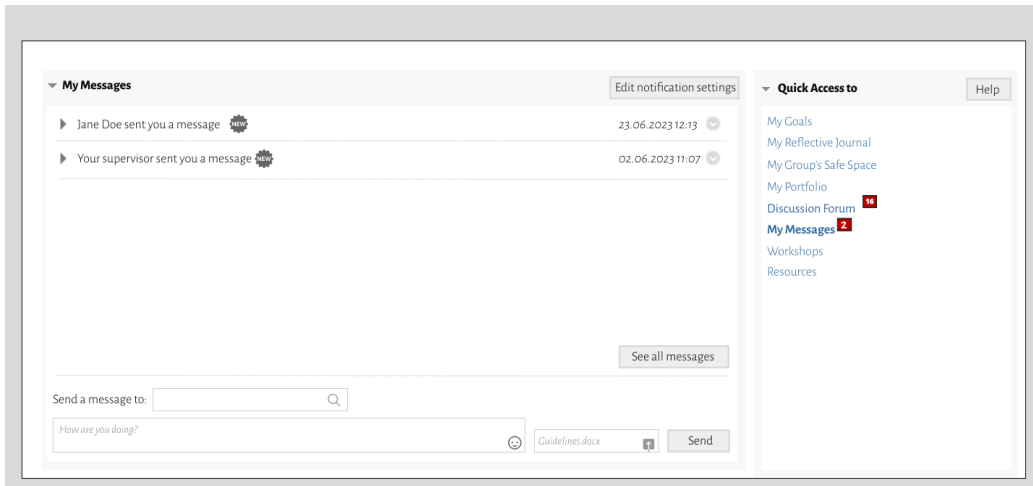 My Messages
Edit notification settings
Jane Doe sent you a message NEW
23.06.2023 12:13
Your supervisor sent you a message NEW
02.06.2023 11:07
See all messages
Send a message to:
How are you doing?
Guidelines.docx
Send
Quick Access to
Help
My Goals
My Reflective Journal
My Group's Safe Space
My Portfolio
Discussion Forum 16
My Messages 2
Workshops
Resources